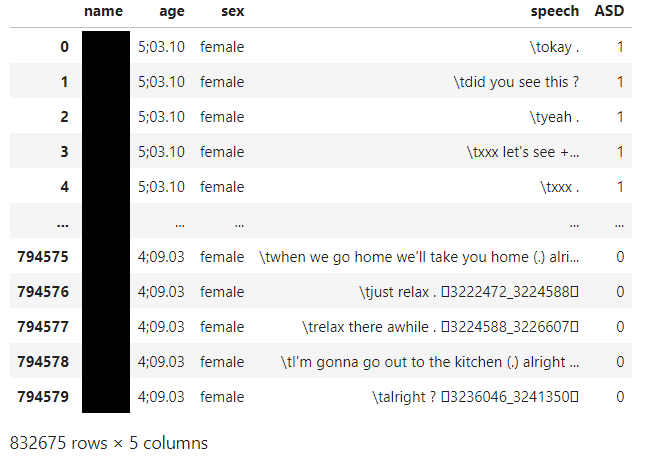 name age sex speech ASD
0 5;03.10 female \tokay . 1
1 5;03.10 female \tdid you see this ? 1
2 5;03.10 female \tyeah . 1
3 5;03.10 female \txxx let's see +... 1
4 5;03.10 female \txxx . 1
... ... ... ... ...
794575 4;09.03 female \twhen we go home we'll take you home (.) alri... 0
794576 4;09.03 female \tjust relax . ▯3222472_3224588▯ 0
794577 4;09.03 female \trelax there awhile . ▯3224588_3226607▯ 0
794578 4;09.03 female \tI'm gonna go out to the kitchen (.) alright ... 0
794579 4;09.03 female \talright ? ▯3236046_3241350▯ 0
832675 rows × 5 columns